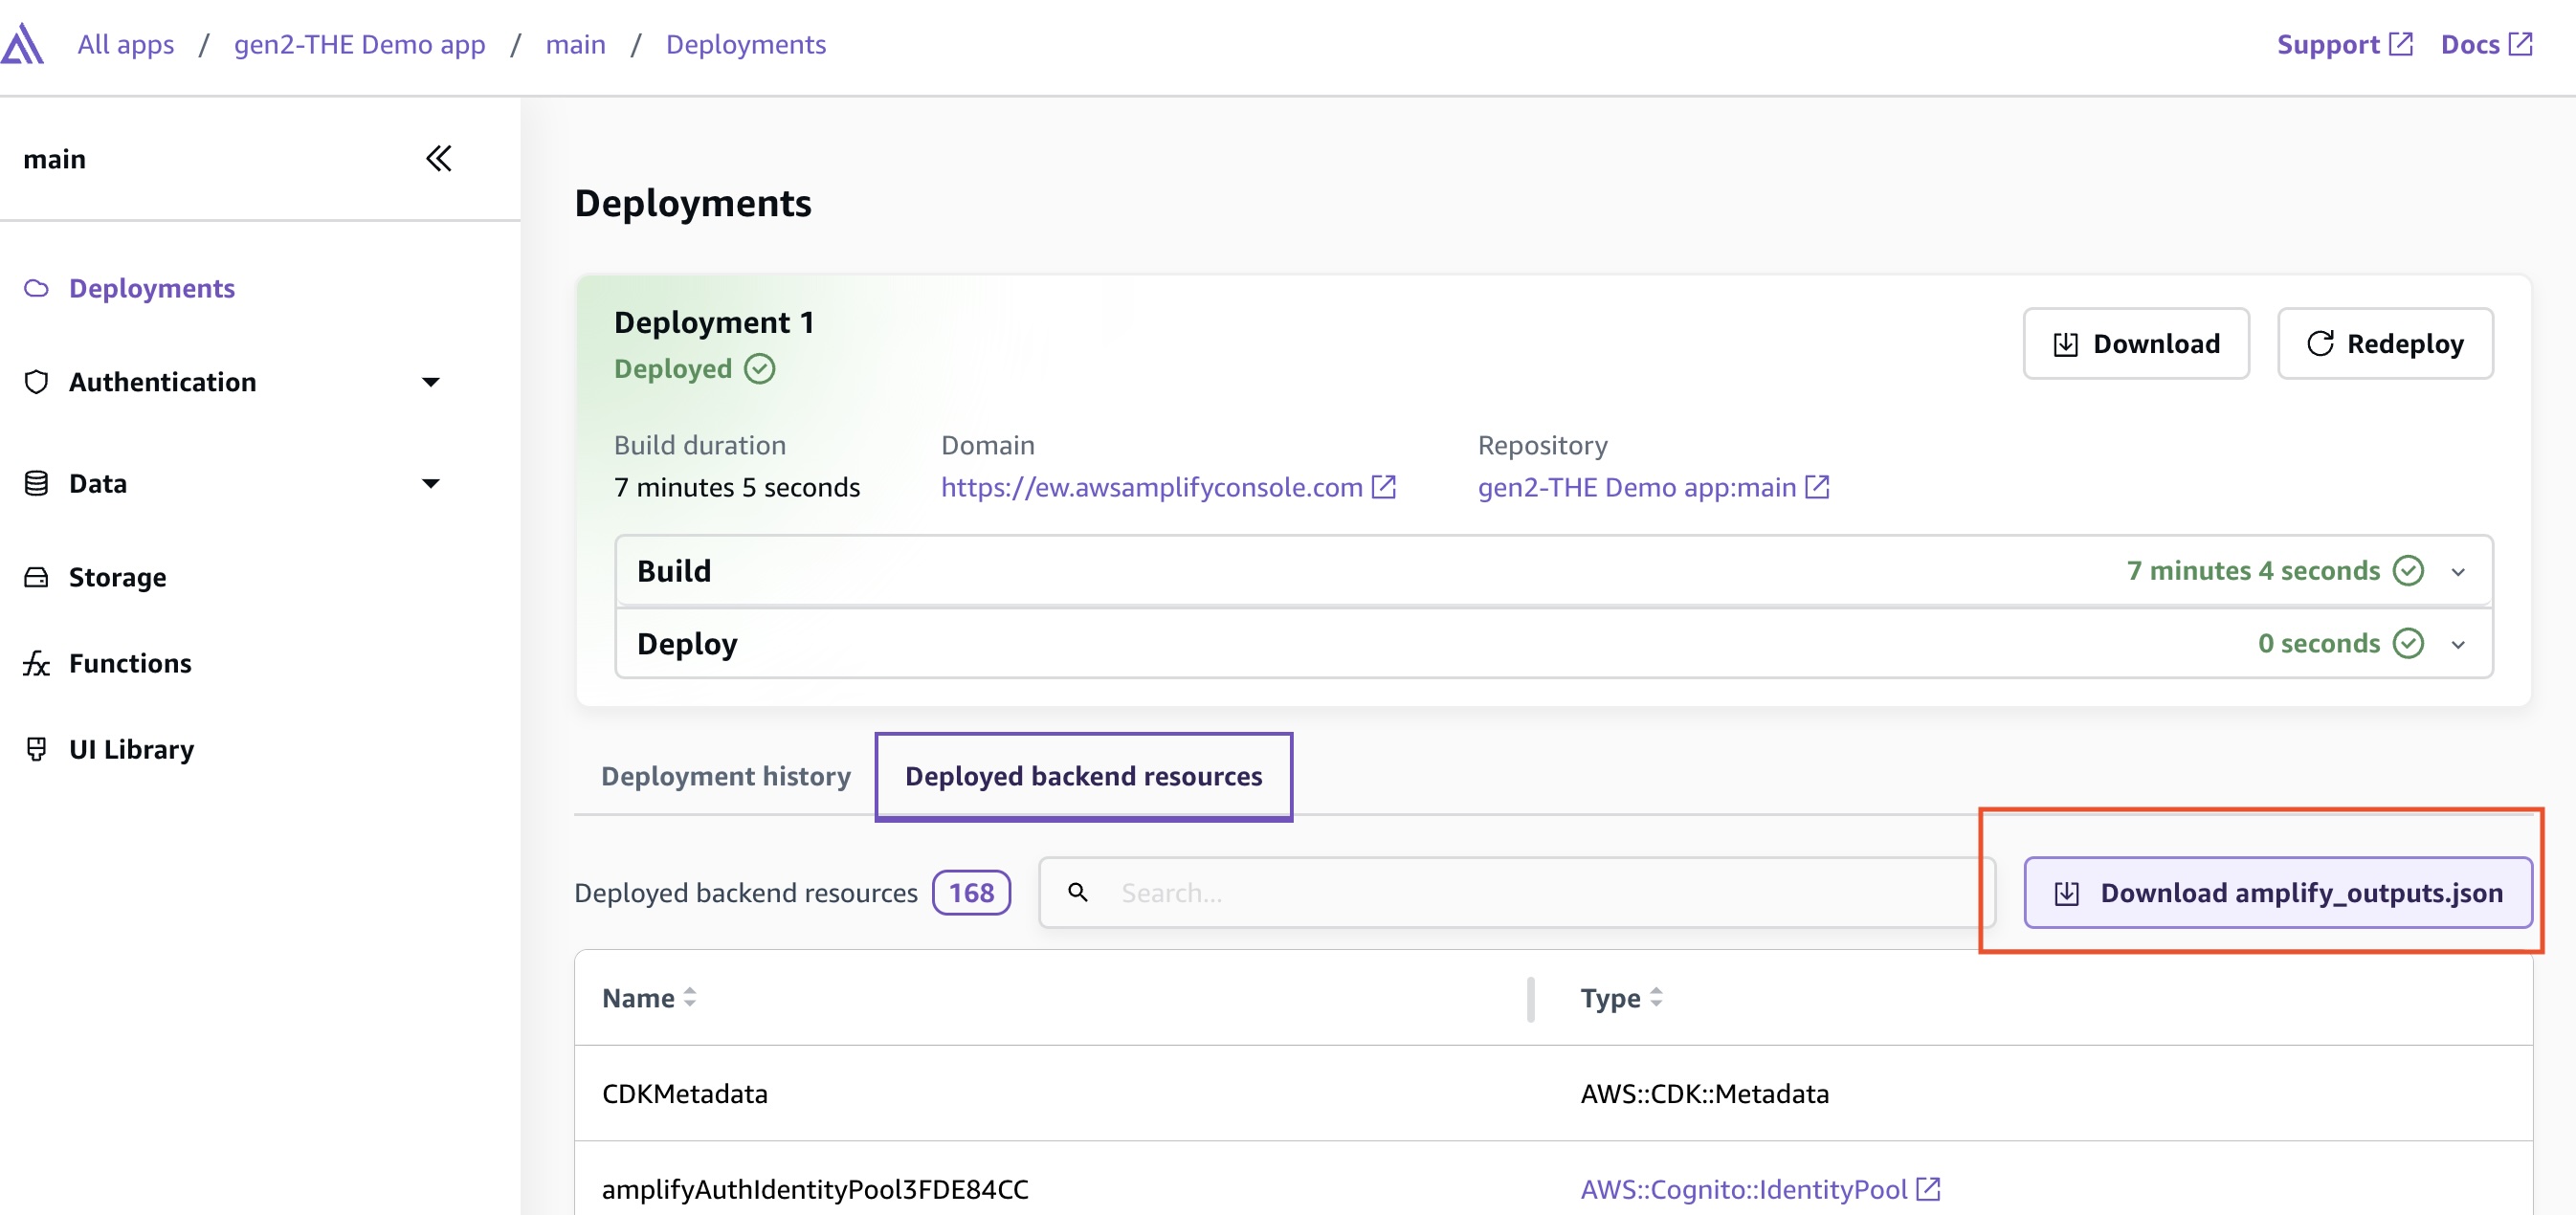 All apps / gen2-THE Demo app / main / Deployments
Support Docs
main
Deployments
Authentication
Data
Storage
Functions
UI Library
Deployments
Deployment 1
Deployed
Download
Redeploy
Build duration
7 minutes 5 seconds
Domain
https://ew.awsamplifyconsole.com
Repository
gen2-THE Demo app:main
Build
7 minutes 4 seconds
Deploy
0 seconds
Deployment history
Deployed backend resources
Deployed backend resources 168
Search...
Download amplify_outputs.json
Name Type
CDKMetadata AWS::CDK::Metadata
amplifyAuthIdentityPool3FDE84CC AWS::Cognito::IdentityPool